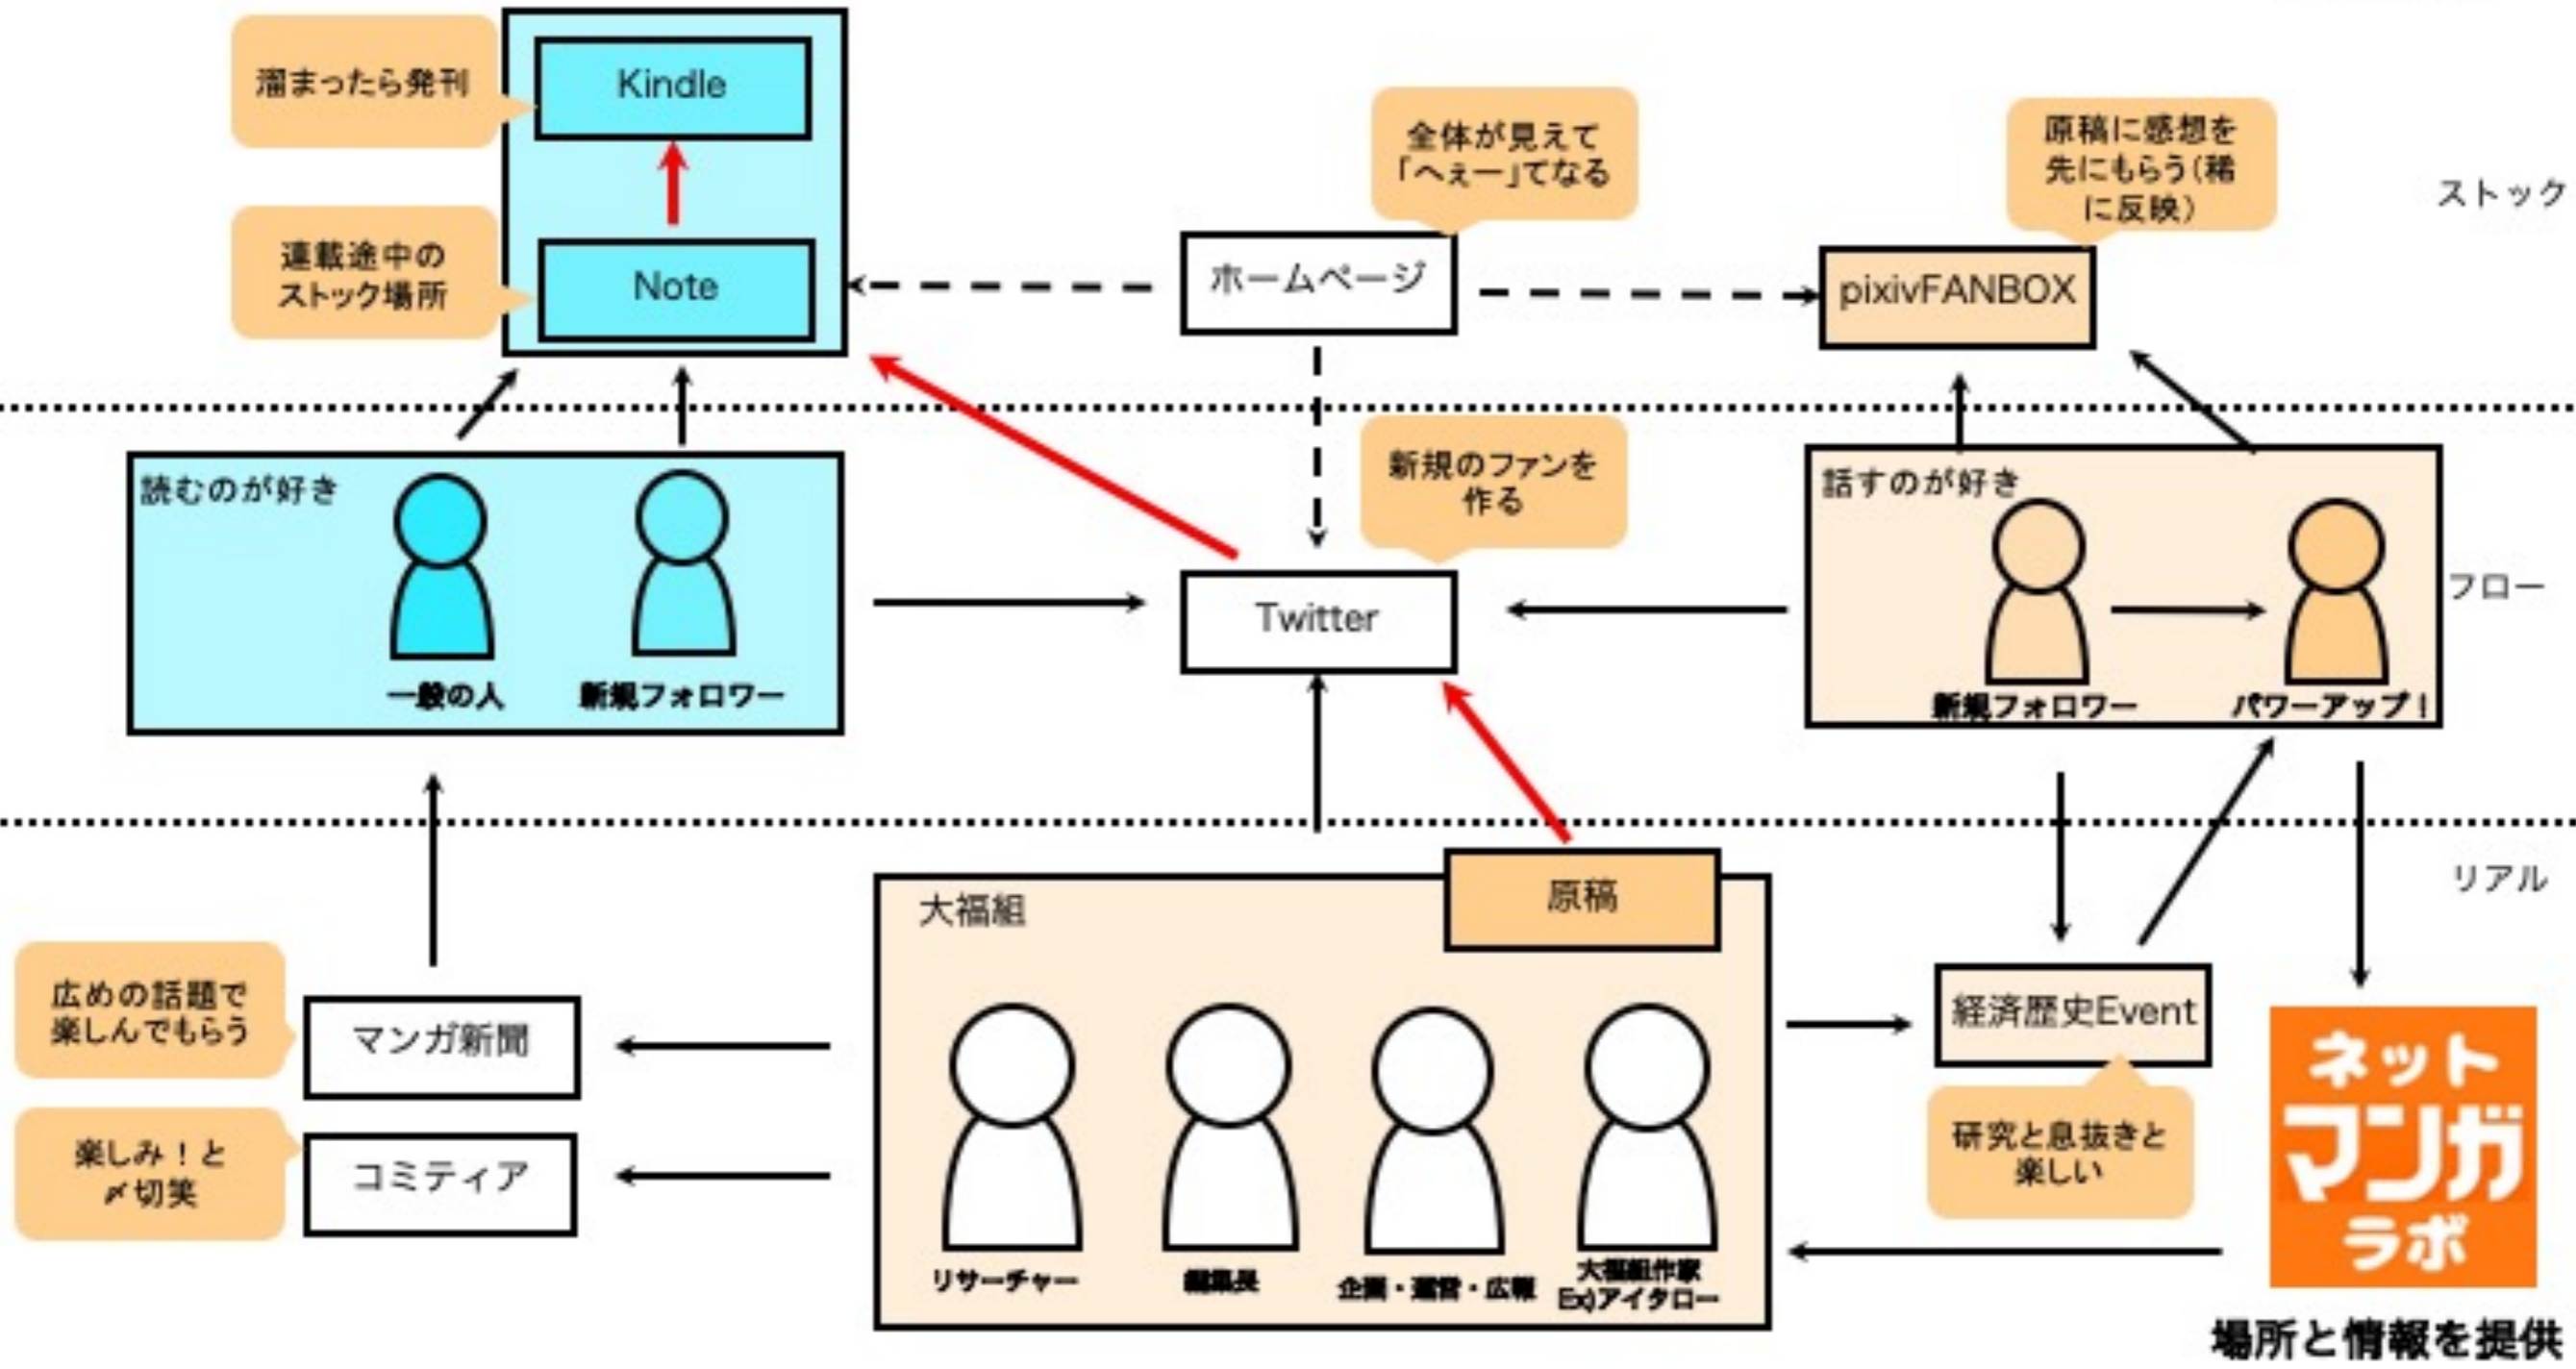 溜まったら発刊
Kindle
全体が見えて
「へぇー」てなる
原稿に感想を
先にもらう(稀
に反映)
ストック
連載途中の
ストック場所
Note
ホームページ
pixivFANBOX
読むのが好き
一般の人
新規フォロワー
新規のファンを
作る
Twitter
話すのが好き
新規フォロワー
パワーアップ!
フロー
リアル
大福組
原稿
広めの話題で
楽しんでもらう
マンガ新聞
楽しみ!と
〆切笑
コミティア
リサーチャー
編集長
企画・運営・広報
大福組作家
Ex)アイタロー
経済歴史Event
研究と息抜きと
楽しい
ネット
マンガ
ラボ
場所と情報を提供